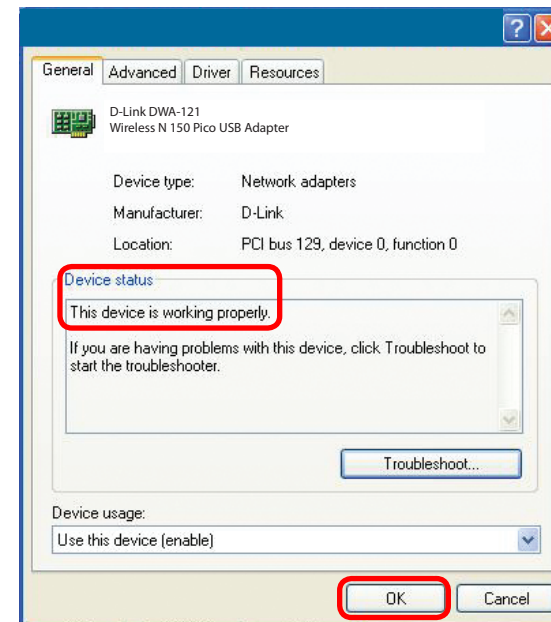 General Advanced Driver Resources
D-Link DWA-121
Wireless N 150 Pico USB Adapter
Device type: Network adapters
Manufacturer: D-Link
Location: PCI bus 129, device 0, function 0
Device status
This device is working properly.
If you are having problems with this device, click Troubleshoot to
start the troubleshooter.
Troubleshoot...
Device usage:
Use this device (enable)
OK Cancel